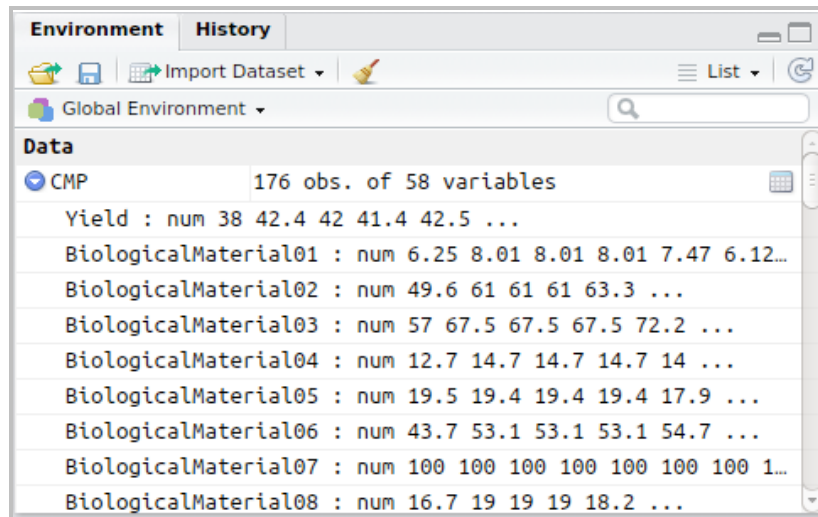 Environment History
Import Dataset List
Global Environment
Data
CMP 176 obs. of 58 variables
Yield : num 38 42.4 42 41.4 42.5 ...
BiologicalMaterial01 : num 6.25 8.01 8.01 8.01 7.47 6.12…
BiologicalMaterial02 : num 49.6 61 61 61 63.3 ...
BiologicalMaterial03 : num 57 67.5 67.5 67.5 72.2 ...
BiologicalMaterial04 : num 12.7 14.7 14.7 14.7 14 ...
BiologicalMaterial05 : num 19.5 19.4 19.4 19.4 17.9 ...
BiologicalMaterial06 : num 43.7 53.1 53.1 53.1 54.7 ...
BiologicalMaterial07 : num 100 100 100 100 100 100 100 1…
BiologicalMaterial08 : num 16.7 19 19 19 18.2 ...